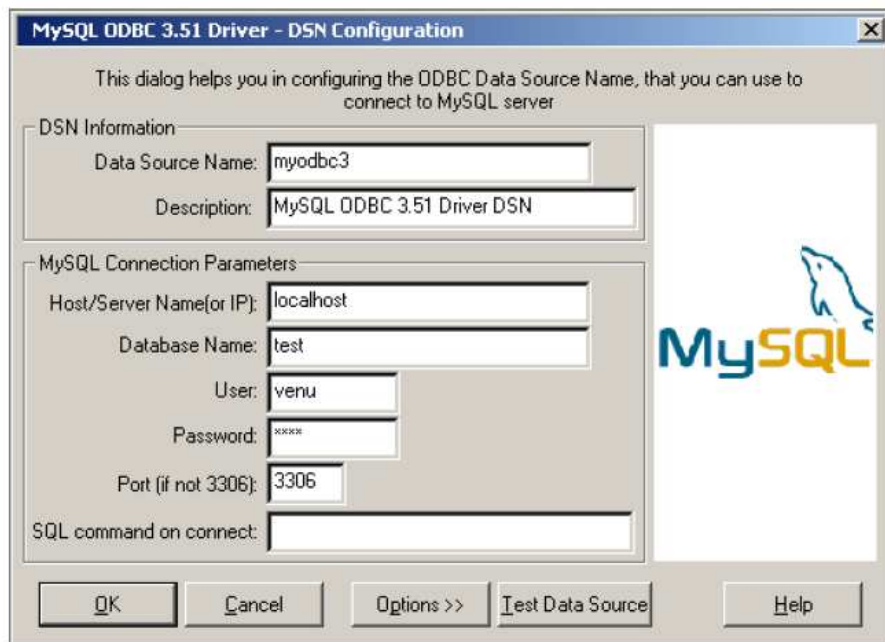 MySQL ODBC 3.51 Driver - DSN Configuration
This dialog helps you in configuring the ODBC Data Source Name, that you can use to
connect to MySQL server
DSN Information
Data Source Name: myodbc3
Description: MySQL ODBC 3.51 Driver DSN
MySQL Connection Parameters
Host/Server Name(or IP): localhost
Database Name: test
User: venu
Password: ****
Port (if not 3306): 3306
SQL command on connect:
MySQL
OK Cancel Options >> Test Data Source Help